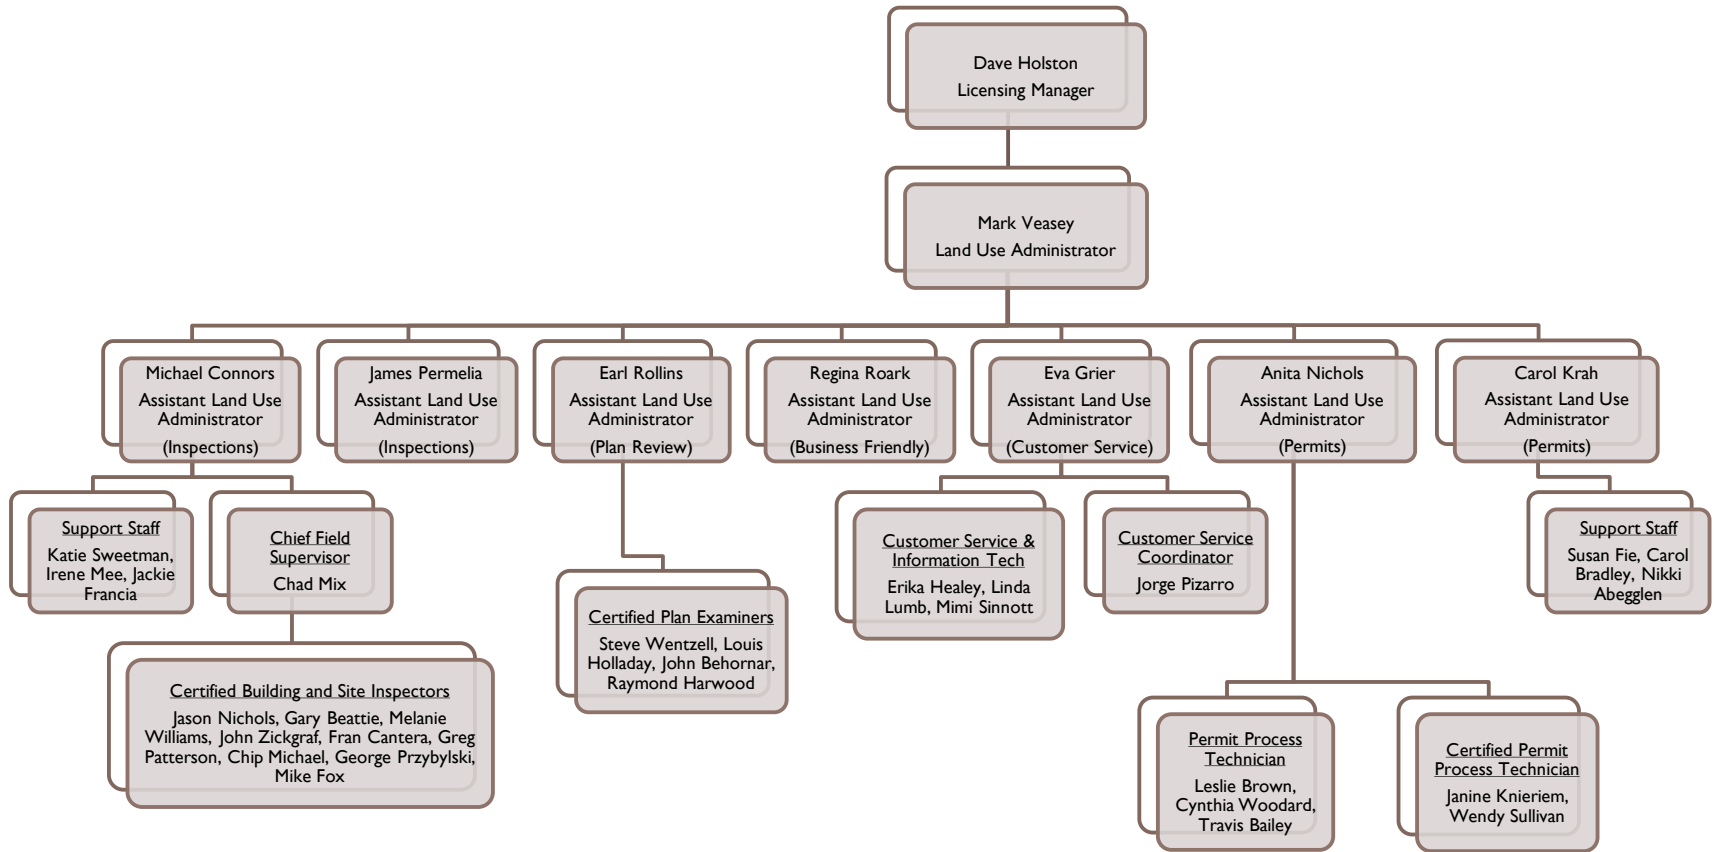 Dave Holston
Licensing Manager
Mark Veasey
Land Use Administrator
Michael Connors
Assistant Land Use
Administrator
(Inspections)
James Permelia
Assistant Land Use
Administrator
(Inspections)
Earl Rollins
Assistant Land Use
Administrator
(Plan Review)
Regina Roark
Assistant Land Use
Administrator
(Business Friendly)
Eva Grier
Assistant Land Use
Administrator
(Customer Service)
Anita Nichols
Assistant Land Use
Administrator
(Permits)
Carol Krah
Assistant Land Use
Administrator
(Permits)
Support Staff
Katie Sweetman,
Irene Mee, Jackie
Francia
Chief Field
Supervisor
Chad Mix
Customer Service &
Information Tech
Erika Healey, Linda
Lumb, Mimi Sinnott
Customer Service
Coordinator
Jorge Pizarro
Support Staff
Susan Fie, Carol
Bradley, Nikki
Abegglen
Certified Plan Examiners
Steve Wentzell, Louis
Holladay, John Behornar,
Raymond Harwood
Certified Building and Site Inspectors
Jason Nichols, Gary Beattie, Melanie
Williams, John Zickgraf, Fran Cantera, Greg
Patterson, Chip Michael, George Przybylski,
Mike Fox
Permit Process
Technician
Leslie Brown,
Cynthia Woodard,
Travis Bailey
Certified Permit
Process Technician
Janine Knieriem,
Wendy Sullivan